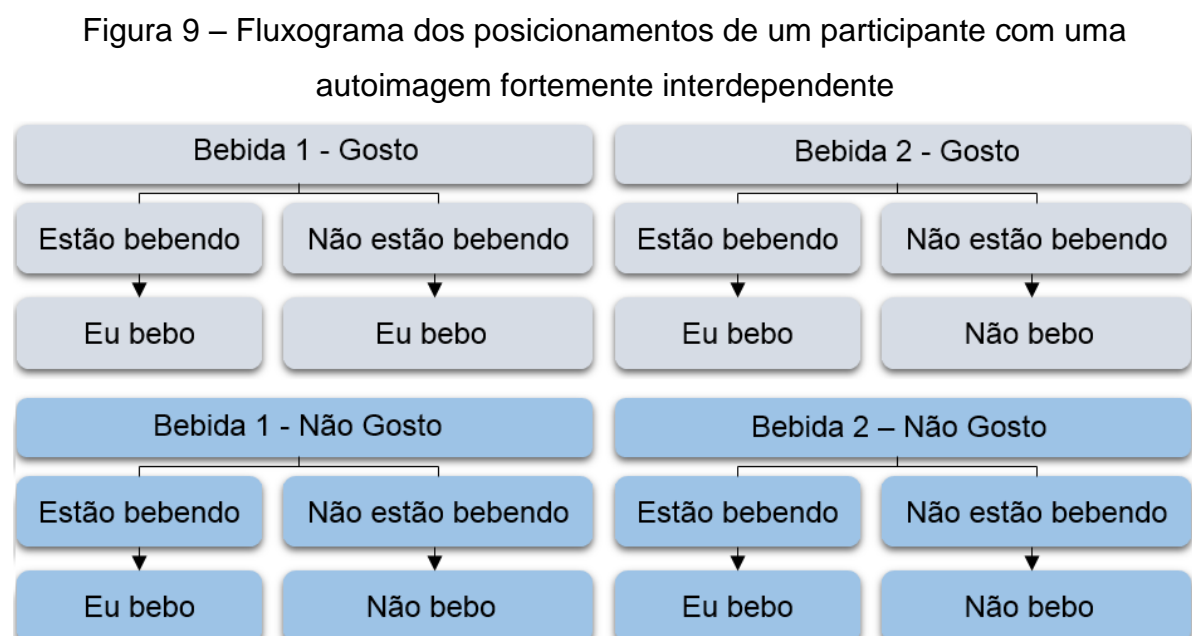 Figura 9 – Fluxograma dos posicionamentos de um participante com uma
autoimagem fortemente interdependente
Bebida 1 - Gosto
Bebida 2 - Gosto
Estão bebendo
Não estão bebendo
Estão bebendo
Não estão bebendo
Eu bebo
Eu bebo
Eu bebo
Não bebo
Bebida 1 - Não Gosto
Bebida 2 – Não Gosto
Estão bebendo
Não estão bebendo
Estão bebendo
Não estão bebendo
Eu bebo
Não bebo
Eu bebo
Não bebo